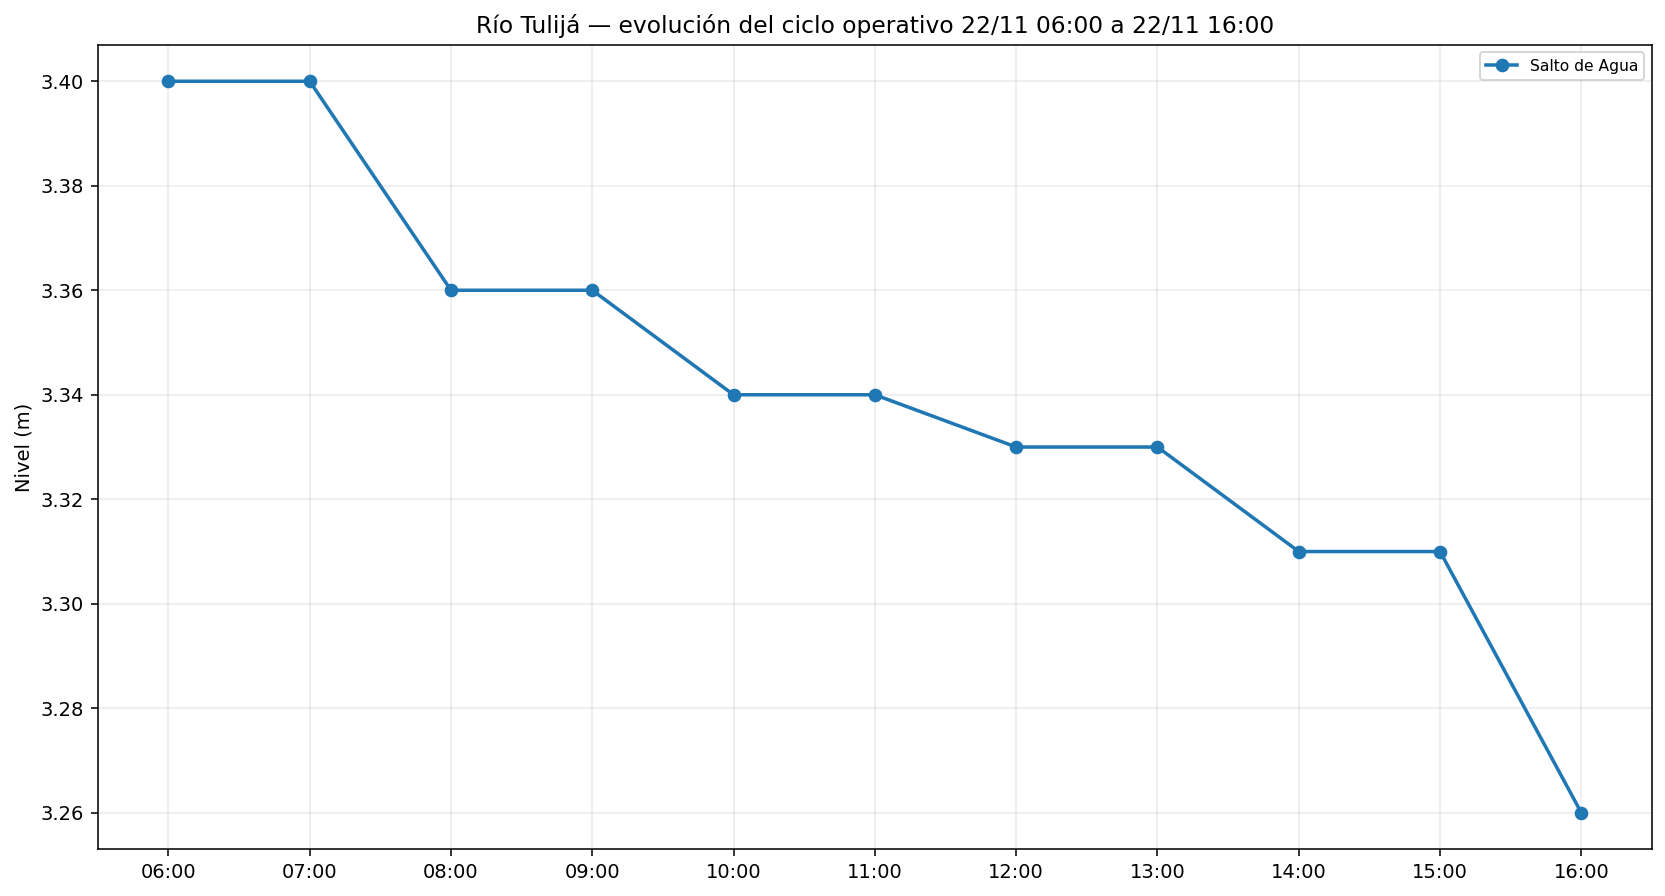 Río Tulijá — evolución del ciclo operativo 22/11 06:00 a 22/11 16:00
Salto de Agua
Nivel (m)
3.40
3.38
3.36
3.34
3.32
3.30
3.28
3.26
06:00 07:00 08:00 09:00 10:00 11:00 12:00 13:00 14:00 15:00 16:00